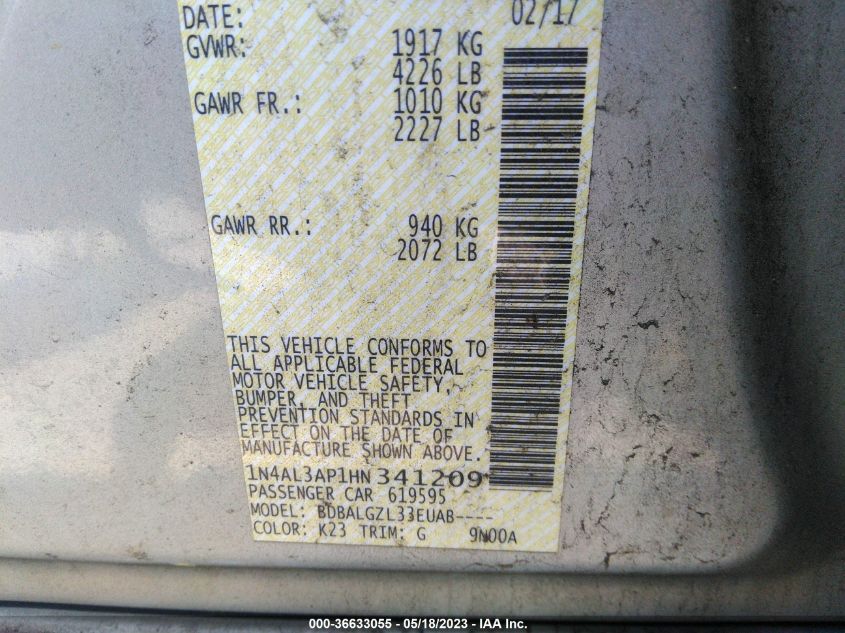 DATE: 02/17
GVWR: 1917 KG
4226 LB
GAWR FR.: 1010 KG
2227 LB
GAWR RR.: 940 KG
2072 LB
THIS VEHICLE CONFORMS TO
ALL APPLICABLE FEDERAL
MOTOR VEHICLE SAFETY,
BUMPER, AND THEFT
PREVENTION STANDARDS IN
EFFECT ON THE DATE OF
MANUFACTURE SHOWN ABOVE.
1N4AL3AP1HN341209
PASSENGER CAR 619595
MODEL: BDBALGZL33EUAB----
COLOR: K23 TRIM: G 9N00A
000-36633055 - 05/18/2023 - IAA Inc.